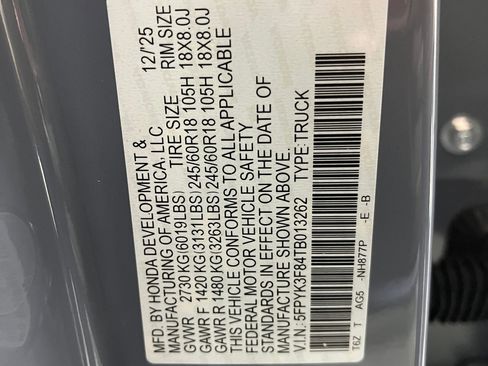 MFD. BY HONDA DEVELOPMENT & 12/'25
MANUFACTURING OF AMERICA, LLC
TIRE SIZE RIM SIZE
GVWR 2730 KG(6019LBS)
GAWR F 1420 KG(3131LBS) 245/60R18 105H 18X8.0J
GAWR R 1480 KG(3263LBS) 245/60R18 105H 18X8.0J
THIS VEHICLE CONFORMS TO ALL APPLICABLE
FEDERAL MOTOR VEHICLE SAFETY
STANDARDS IN EFFECT ON THE DATE OF
MANUFACTURE SHOWN ABOVE.
V.I.N.: 5FPYK3F84TB013262 TYPE: TRUCK
T6Z T AG5 -NH877P -E -B